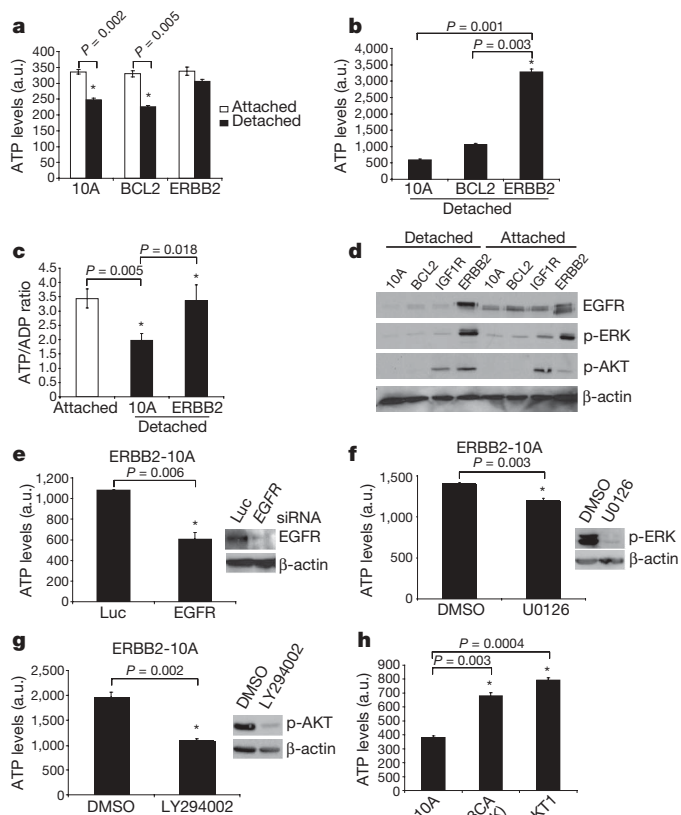 a
P = 0.002
P = 0.005
ATP levels (a.u.)
400
350
300
250
200
150
100
50
0
*
*
Attached
Detached
10A BCL2 ERBB2
b
P = 0.001
P = 0.003
ATP levels (a.u.)
4,000
3,500
3,000
2,500
2,000
1,500
1,000
500
0
*
10A BCL2 ERBB2
Detached
c
P = 0.018
P = 0.005
ATP/ADP ratio
4.5
4.0
3.5
3.0
2.5
2.0
1.5
1.0
0.5
0
*
*
Attached 10A ERBB2
Detached
d
Detached Attached
10A BCL2 IGF1R ERBB2 10A BCL2 IGF1R ERBB2
EGFR
p-ERK
p-AKT
β-actin
e
ERBB2-10A
P = 0.006
ATP levels (a.u.)
1,200
1,000
800
600
400
200
0
*
Luc EGFR
Luc EGFR
siRNA
EGFR
β-actin
f
ERBB2-10A
P = 0.003
ATP levels (a.u.)
1,500
1,000
500
0
*
DMSO U0126
DMSO U0126
p-ERK
β-actin
g
ERBB2-10A
P = 0.002
ATP levels (a.u.)
2,500
2,000
1,500
1,000
500
0
*
DMSO LY294002
DMSO LY294002
p-AKT
β-actin
h
P = 0.0004
P = 0.003
ATP levels (a.u.)
900
800
700
600
500
400
300
200
100
0
*
*
10A